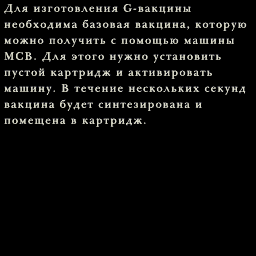 Для изготовления G-вакцины
необходима базовая вакцина, которую
можно получить с помощью машины
МСВ. Для этого нужно установить
пустой картридж и активировать
машину. В течение нескольких секунд
вакцина будет синтезирована и
помещена в картридж.